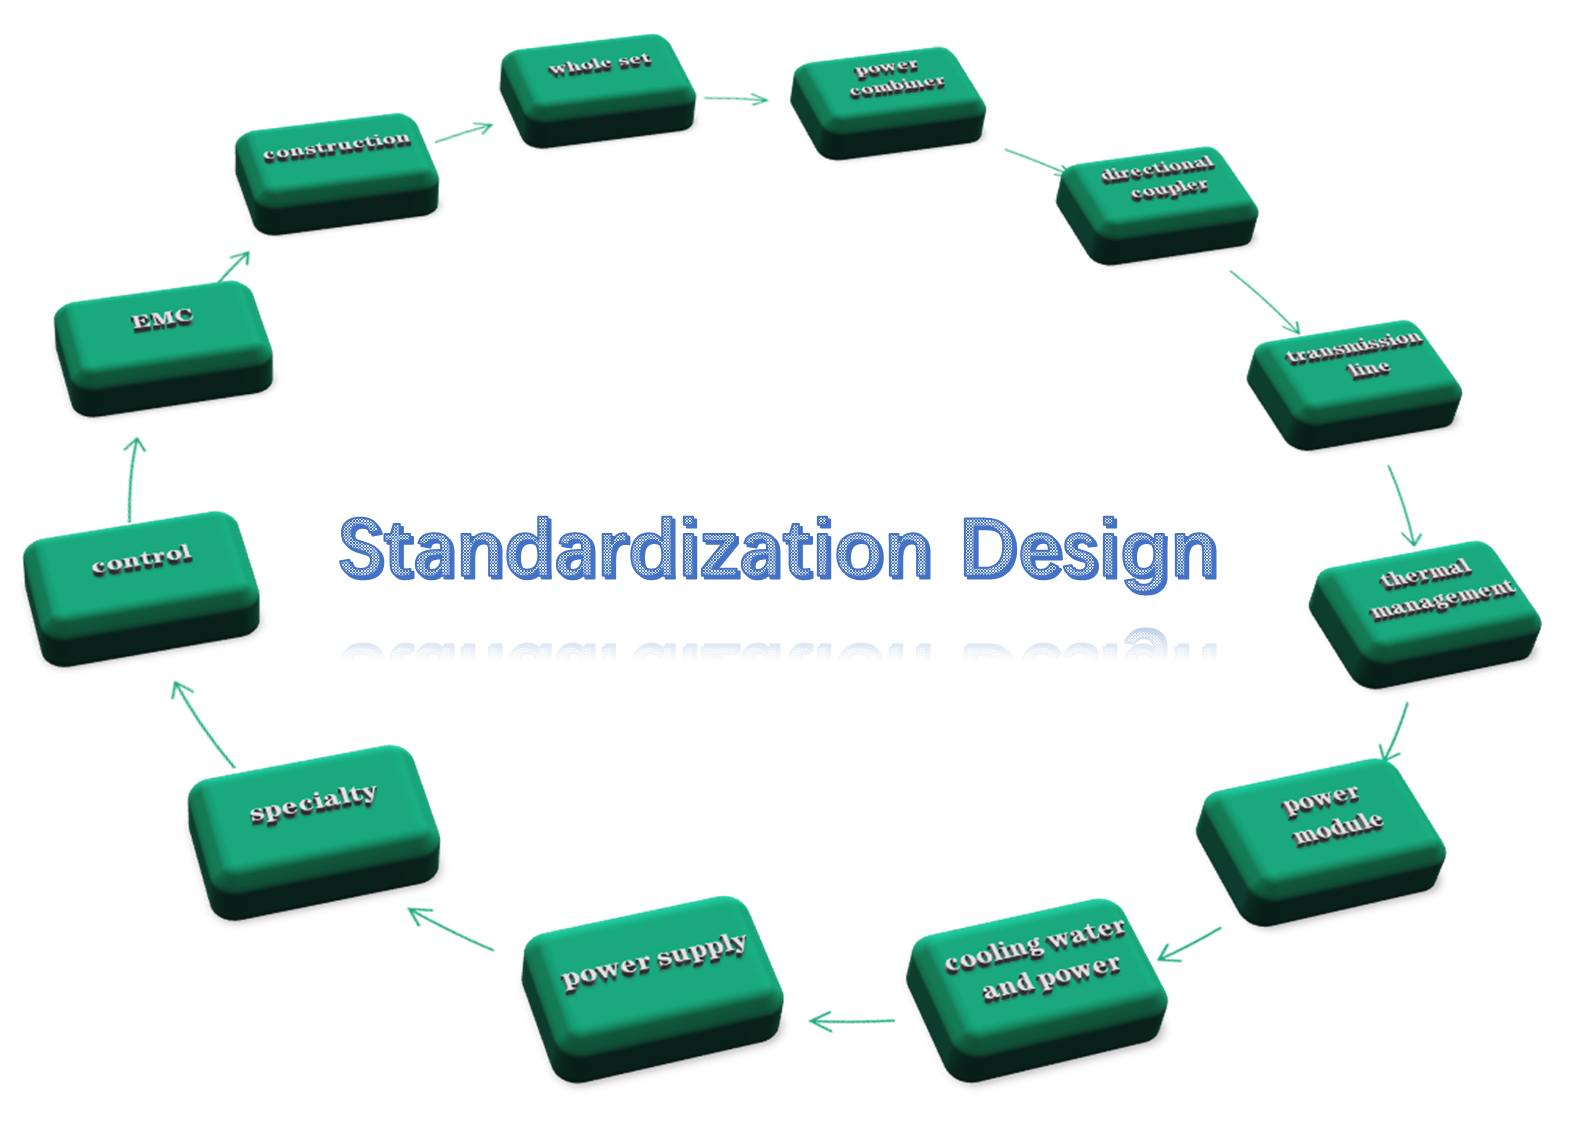 whole set
power
combiner
directional
coupler
transmission
line
thermal
management
power
module
cooling water
and power
power supply
specialty
control
EMC
construction
Standardization Design